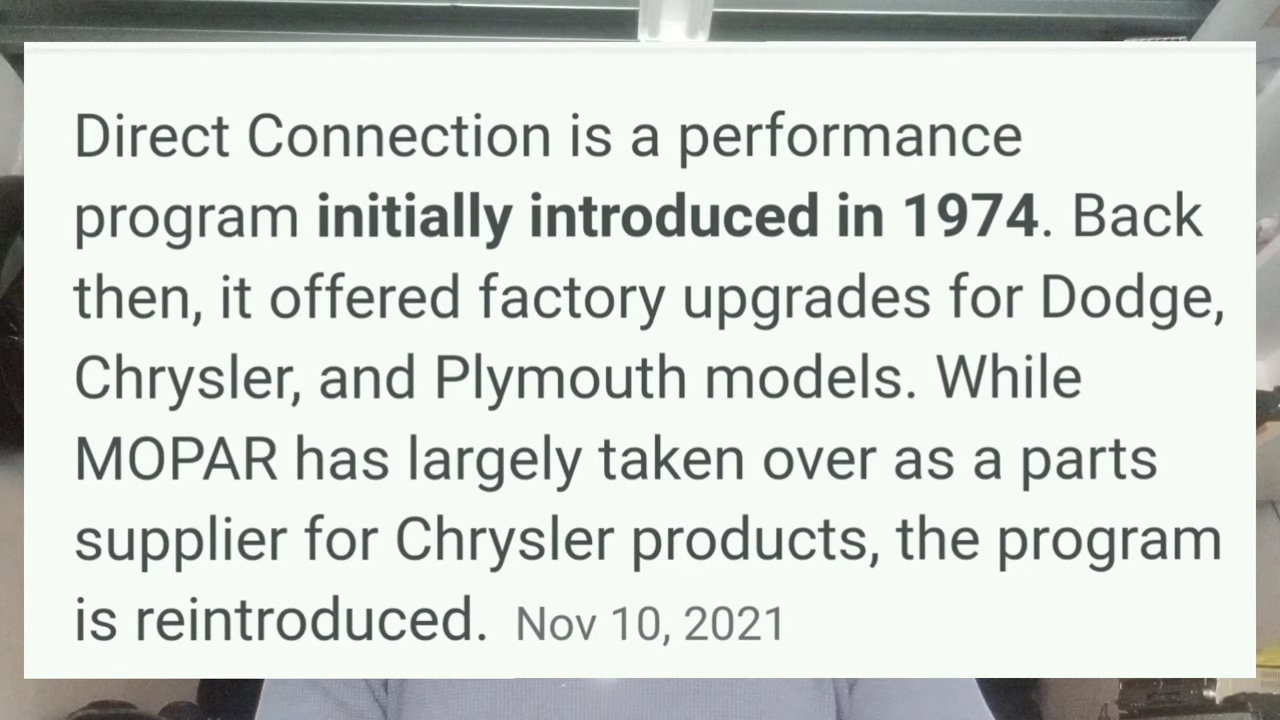 Direct Connection is a performance
program initially introduced in 1974. Back
then, it offered factory upgrades for Dodge,
Chrysler, and Plymouth models. While
MOPAR has largely taken over as a parts
supplier for Chrysler products, the program
is reintroduced. Nov 10, 2021